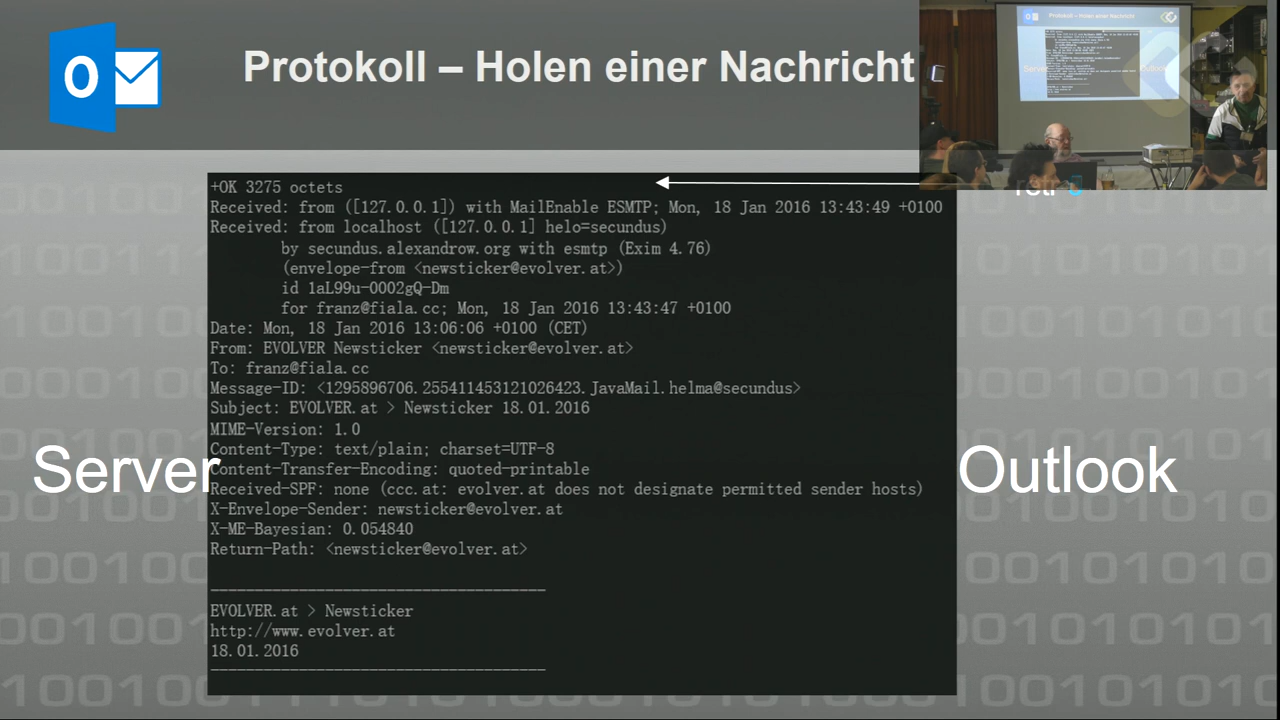 Protokoll – Holen einer Nachricht
+OK 3275 octets
Received: from ([127.0.0.1]) with MailEnable ESMTP; Mon, 18 Jan 2016 13:43:49 +0100
Received: from localhost ([127.0.0.1] helo=secundus)
by secundus.alexandrow.org with esmtp (Exim 4.76)
(envelope-from <newsticker@evolver.at>)
id 1aL99u-0002gQ-Dm
for franz@fiala.cc; Mon, 18 Jan 2016 13:43:47 +0100
Date: Mon, 18 Jan 2016 13:06:06 +0100 (CET)
From: EVOLVER Newsticker <newsticker@evolver.at>
To: franz@fiala.cc
Message-ID: <1295896706.255411453121026423.JavaMail.helma@secundus>
Subject: EVOLVER.at > Newsticker 18.01.2016
MIME-Version: 1.0
Content-Type: text/plain; charset=UTF-8
Content-Transfer-Encoding: quoted-printable
Received-SPF: none (ccc.at: evolver.at does not designate permitted sender hosts)
X-Envelope-Sender: newsticker@evolver.at
X-ME-Bayesian: 0.054840
Return-Path: <newsticker@evolver.at>
EVOLVER.at > Newsticker
http://www.evolver.at
18.01.2016
Server
Outlook
Protokoll – Holen einer Nachricht
Server
Outlook